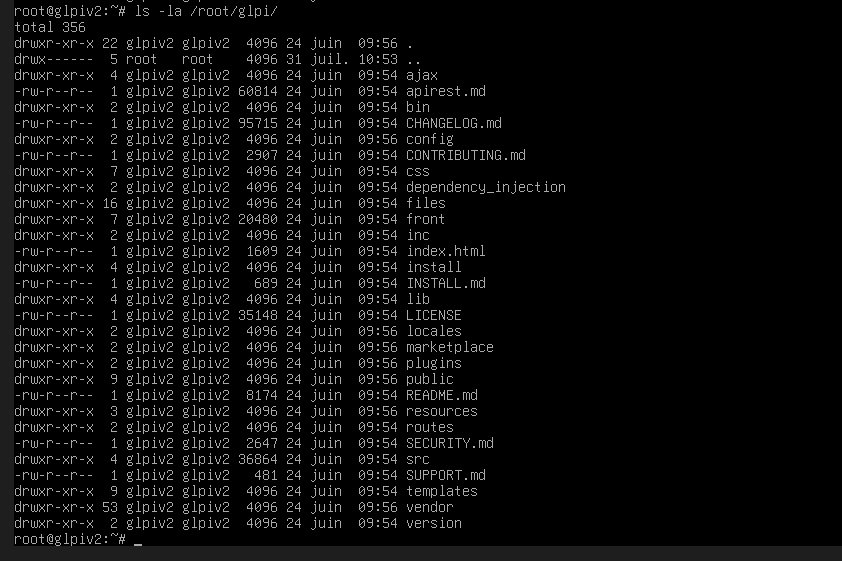 root@glpiv2:~# ls -la /root/glpi/
total 356
drwxr-xr-x 22 glpiv2 glpiv2  4096 24 juin  09:56 .
drwx------  5 root   root    4096 31 juil. 10:53 ..
drwxr-xr-x  4 glpiv2 glpiv2  4096 24 juin  09:54 ajax
-rw-r--r--  1 glpiv2 glpiv2 60814 24 juin  09:54 apirest.md
drwxr-xr-x  2 glpiv2 glpiv2  4096 24 juin  09:54 bin
-rw-r--r--  1 glpiv2 glpiv2 95715 24 juin  09:54 CHANGELOG.md
drwxr-xr-x  2 glpiv2 glpiv2  4096 24 juin  09:56 config
-rw-r--r--  1 glpiv2 glpiv2  2907 24 juin  09:54 CONTRIBUTING.md
drwxr-xr-x  7 glpiv2 glpiv2  4096 24 juin  09:54 css
drwxr-xr-x  2 glpiv2 glpiv2  4096 24 juin  09:54 dependency_injection
drwxr-xr-x 16 glpiv2 glpiv2  4096 24 juin  09:54 files
drwxr-xr-x  7 glpiv2 glpiv2 20480 24 juin  09:54 front
drwxr-xr-x  2 glpiv2 glpiv2  4096 24 juin  09:54 inc
-rw-r--r--  1 glpiv2 glpiv2  1609 24 juin  09:54 index.html
drwxr-xr-x  4 glpiv2 glpiv2  4096 24 juin  09:54 install
-rw-r--r--  1 glpiv2 glpiv2   689 24 juin  09:54 INSTALL.md
drwxr-xr-x  4 glpiv2 glpiv2  4096 24 juin  09:56 lib
-rw-r--r--  1 glpiv2 glpiv2 35148 24 juin  09:54 LICENSE
drwxr-xr-x  2 glpiv2 glpiv2  4096 24 juin  09:56 locales
drwxr-xr-x  2 glpiv2 glpiv2  4096 24 juin  09:54 marketplace
drwxr-xr-x  2 glpiv2 glpiv2  4096 24 juin  09:56 plugins
drwxr-xr-x  9 glpiv2 glpiv2  4096 24 juin  09:56 public
-rw-r--r--  1 glpiv2 glpiv2  8174 24 juin  09:54 README.md
drwxr-xr-x  3 glpiv2 glpiv2  4096 24 juin  09:56 resources
drwxr-xr-x  2 glpiv2 glpiv2  4096 24 juin  09:54 routes
-rw-r--r--  1 glpiv2 glpiv2  2647 24 juin  09:54 SECURITY.md
drwxr-xr-x  4 glpiv2 glpiv2 36864 24 juin  09:54 src
-rw-r--r--  1 glpiv2 glpiv2   481 24 juin  09:54 SUPPORT.md
drwxr-xr-x  9 glpiv2 glpiv2  4096 24 juin  09:54 templates
drwxr-xr-x 53 glpiv2 glpiv2  4096 24 juin  09:56 vendor
drwxr-xr-x  2 glpiv2 glpiv2  4096 24 juin  09:54 version
root@glpiv2:~# _